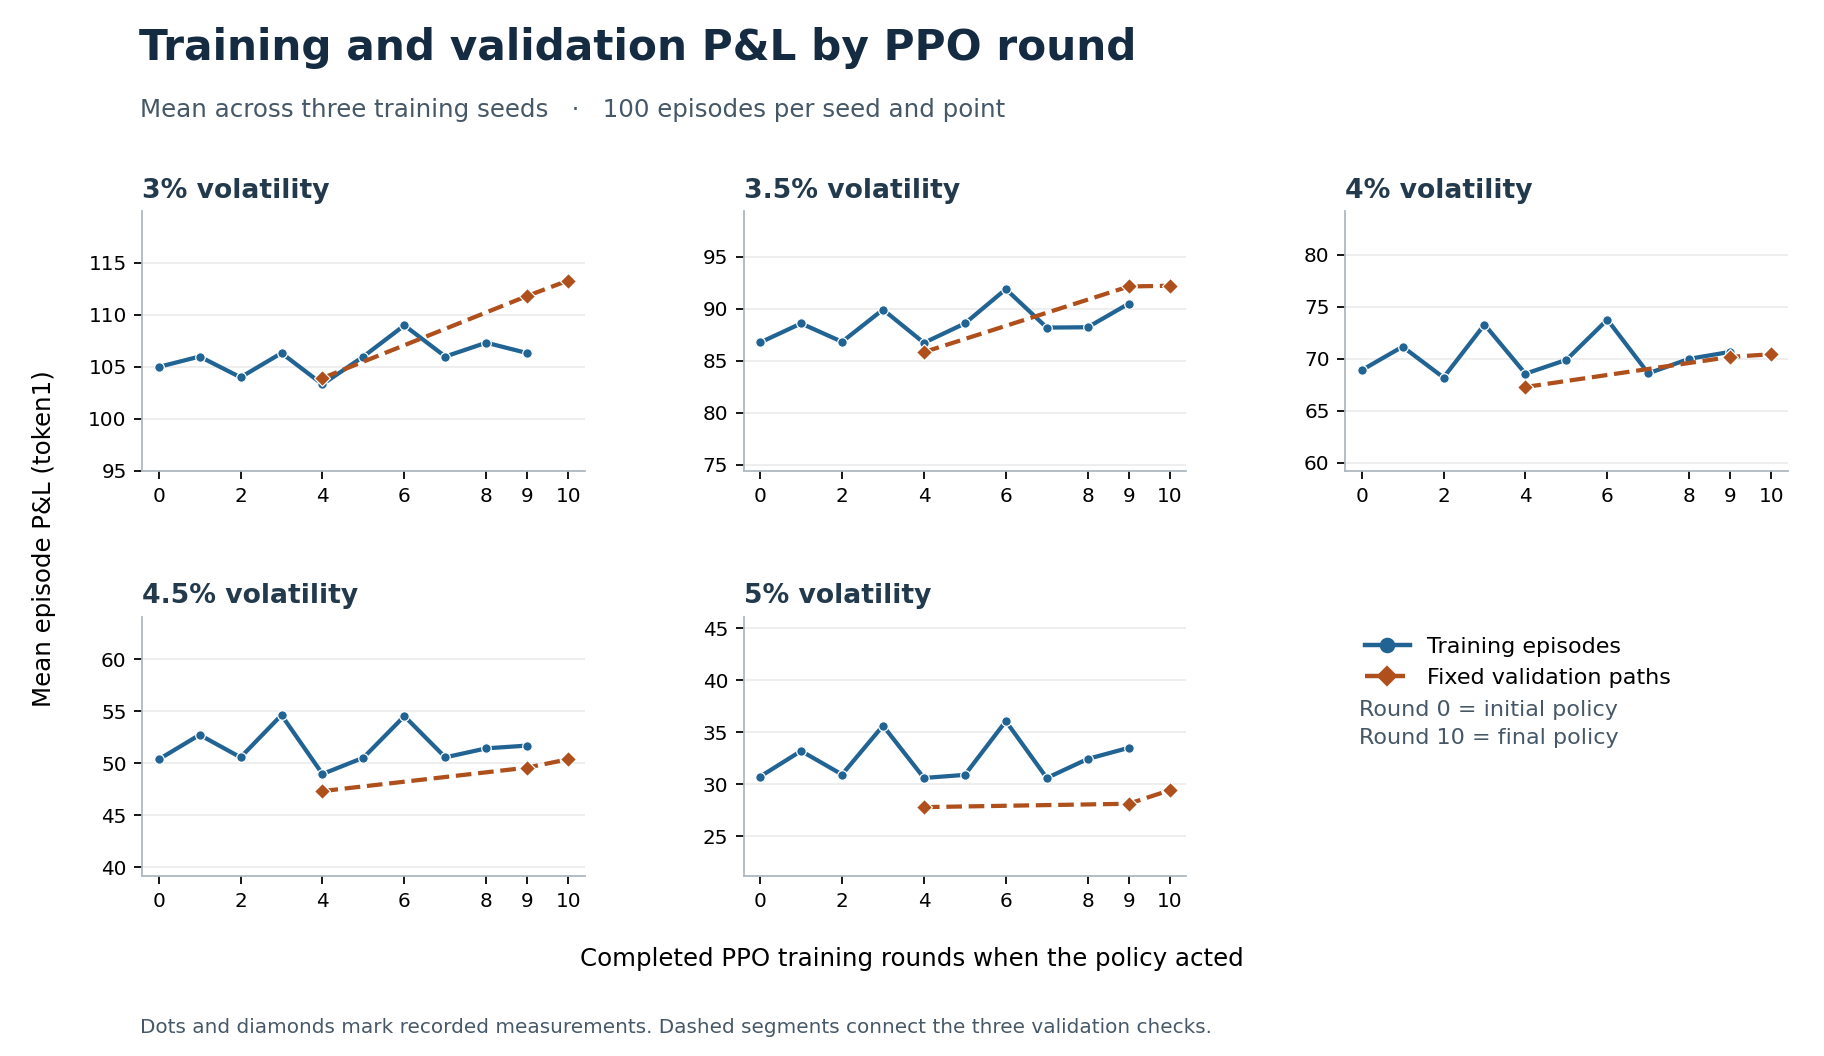 Training and validation P&L by PPO round
Mean across three training seeds · 100 episodes per seed and point
Mean episode P&L (token1)
3% volatility
115
110
105
100
95
0 2 4 6 8 9 10
3.5% volatility
95
90
85
80
75
0 2 4 6 8 9 10
4% volatility
80
75
70
65
60
0 2 4 6 8 9 10
4.5% volatility
60
55
50
45
40
0 2 4 6 8 9 10
5% volatility
45
40
35
30
25
0 2 4 6 8 9 10
Training episodes
Fixed validation paths
Round 0 = initial policy
Round 10 = final policy
Completed PPO training rounds when the policy acted
Dots and diamonds mark recorded measurements. Dashed segments connect the three validation checks.